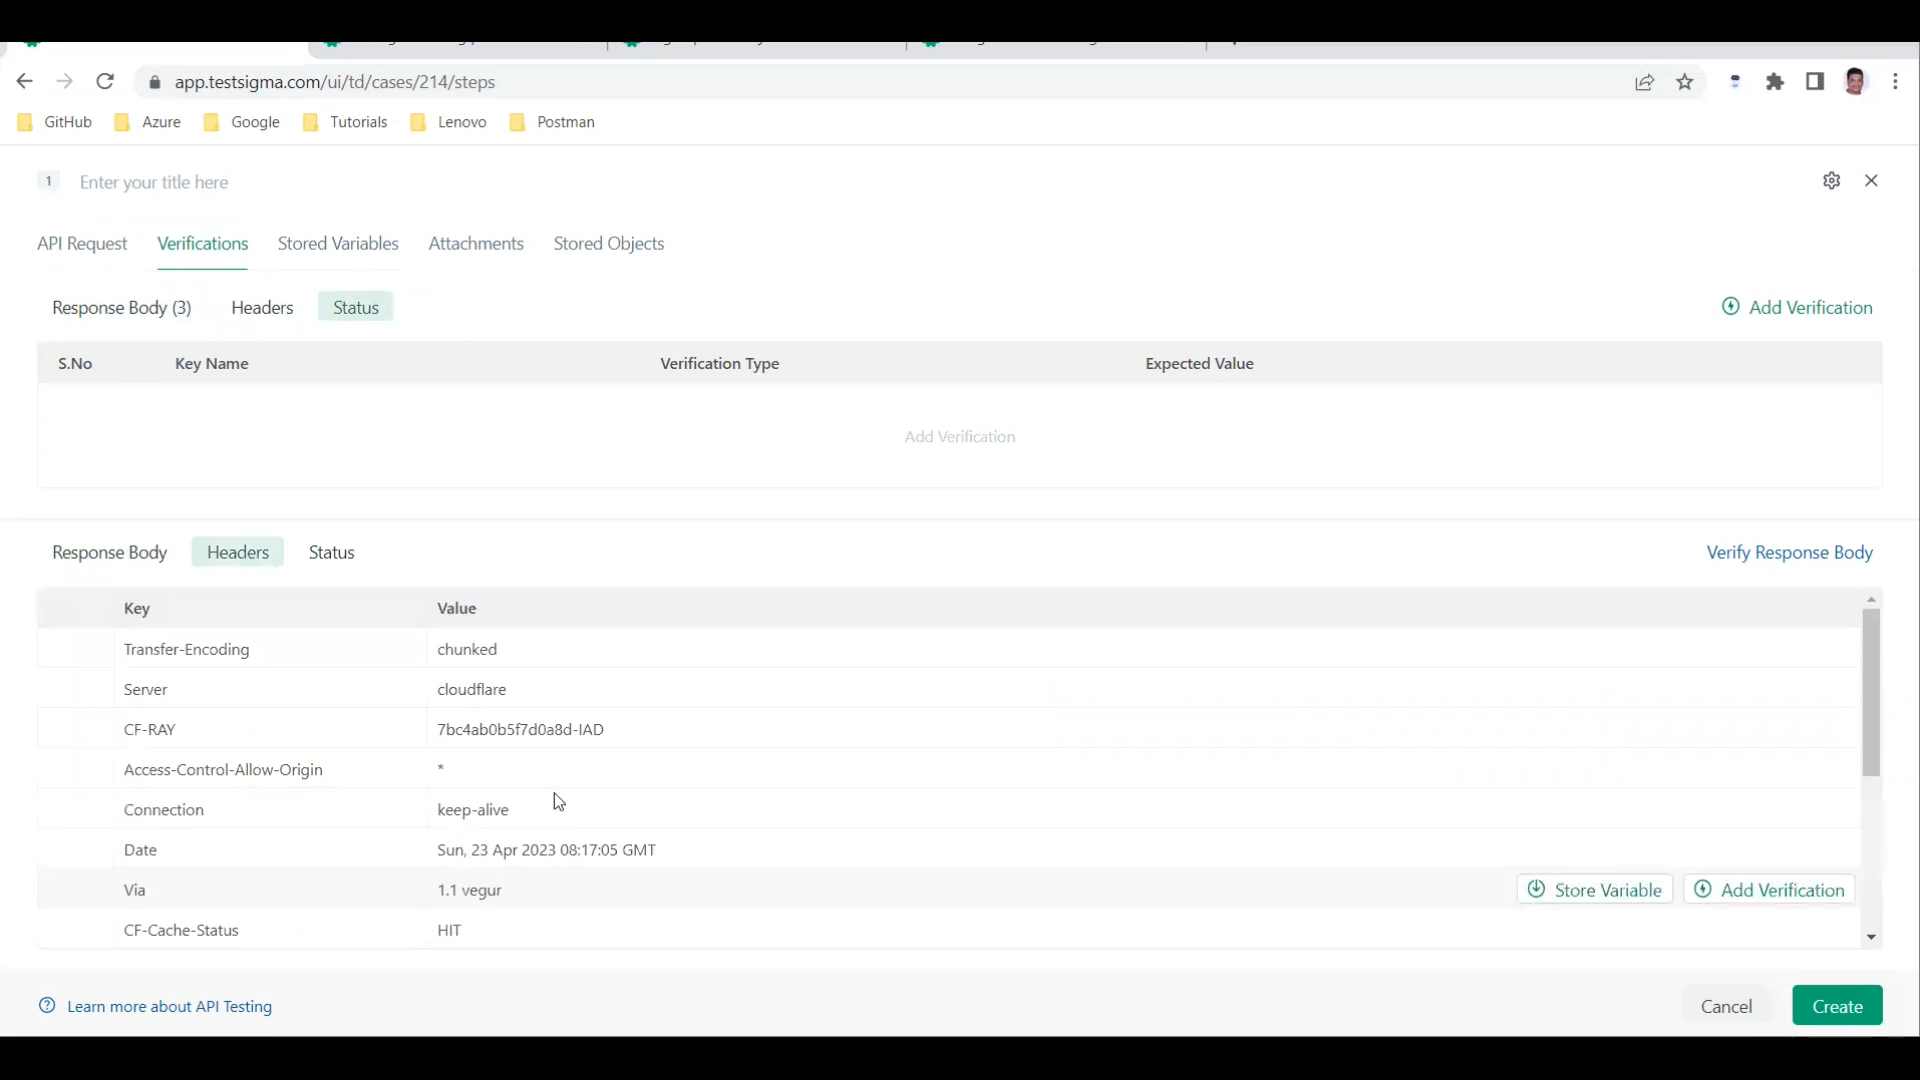 app.testsigma.com/ui/td/cases/214/steps
GitHub Azure Google Tutorials Lenovo Postman
1 Enter your title here
API Request Verifications Stored Variables Attachments Stored Objects
Response Body (3) Headers Status Add Verification
S.No Key Name Verification Type Expected Value
Add Verification
Response Body Headers Status Verify Response Body
Key Value
Transfer-Encoding chunked
Server cloudflare
CF-RAY 7bc4ab0b5f7d0a8d-IAD
Access-Control-Allow-Origin *
Connection keep-alive
Date Sun, 23 Apr 2023 08:17:05 GMT
Via 1.1 vegur Store Variable Add Verification
CF-Cache-Status HIT
Learn more about API Testing Cancel Create